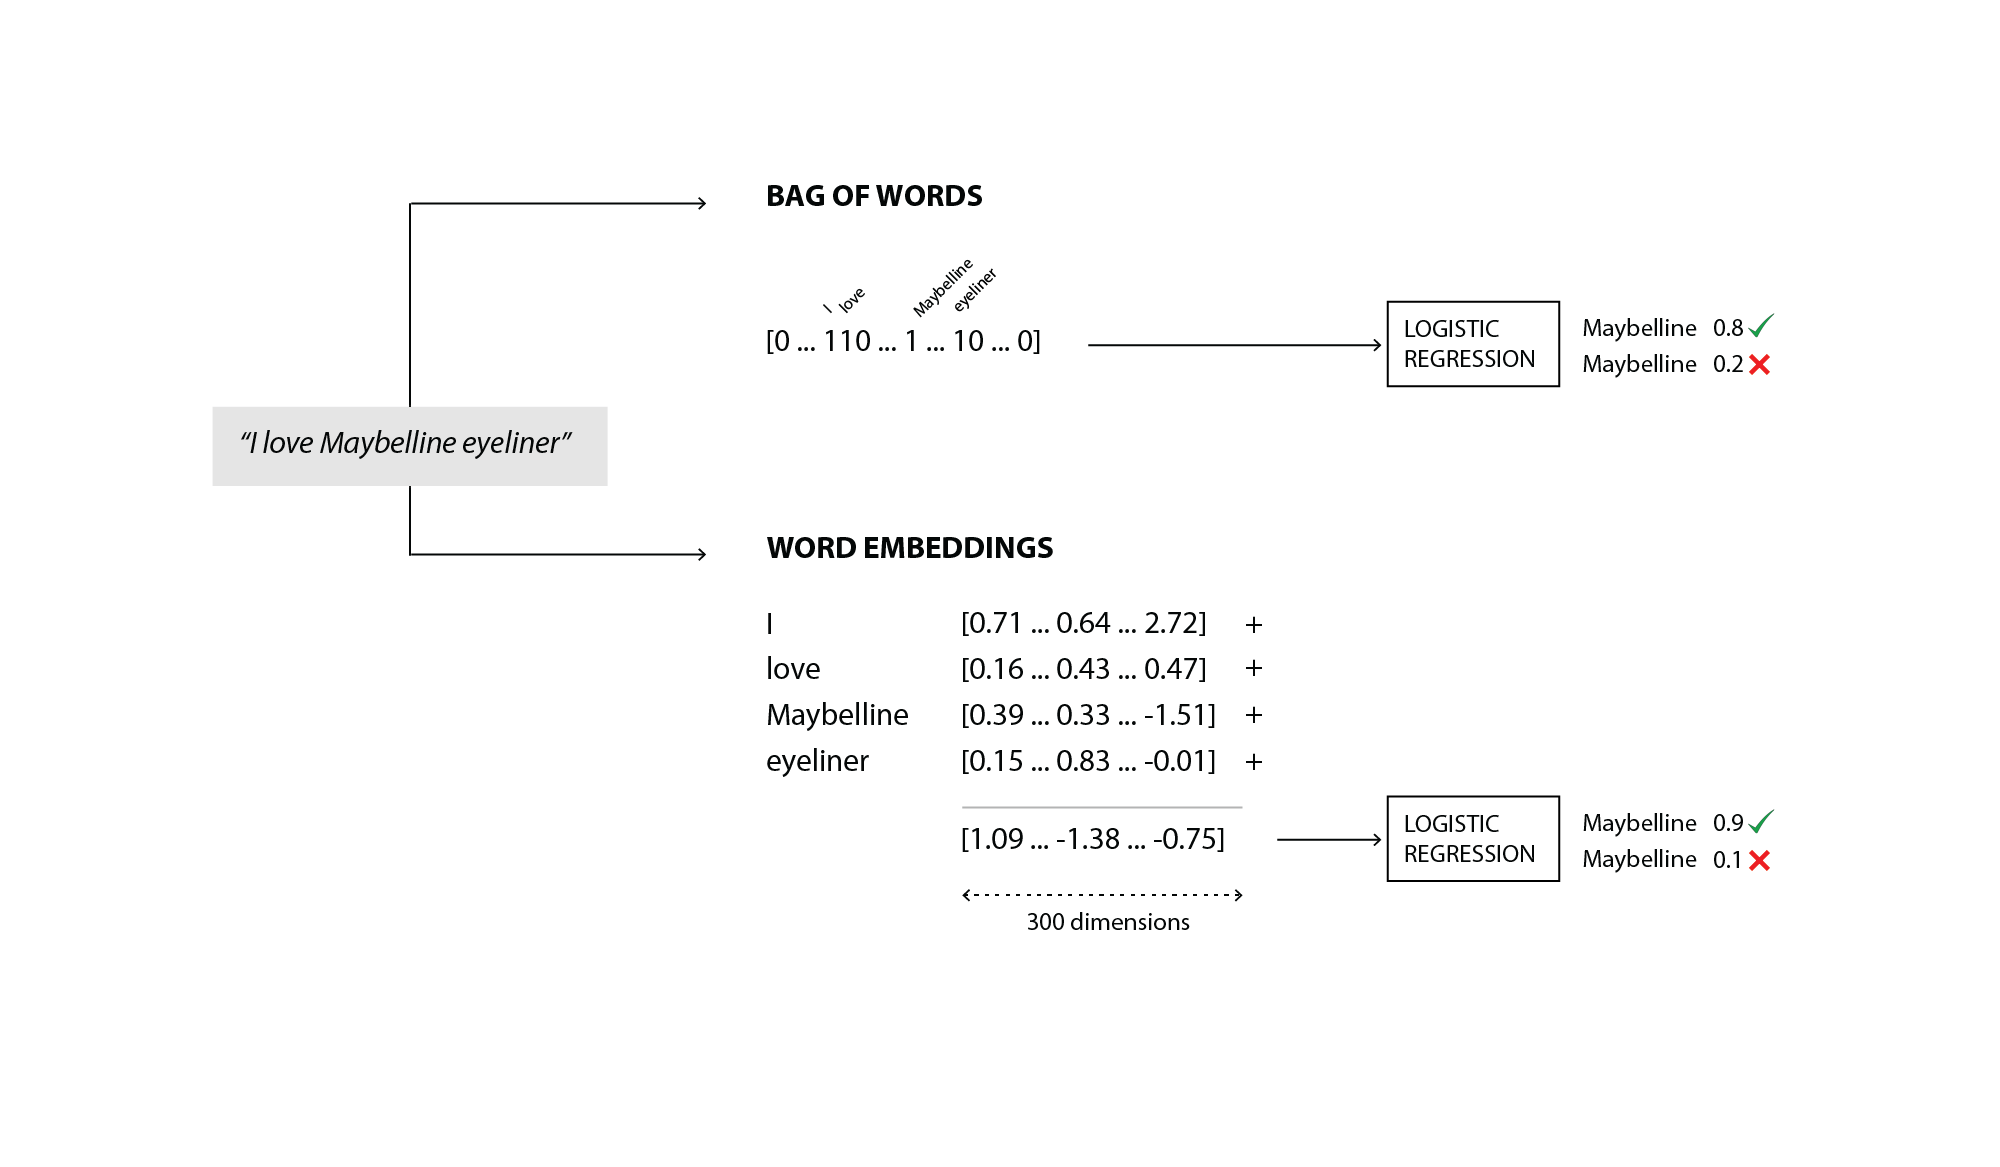 BAG OF WORDS
I love Maybelline eyeliner
[0 ... 110 ... 1 ... 10 ... 0]
LOGISTIC
REGRESSION
Maybelline 0.8
Maybelline 0.2
“I love Maybelline eyeliner”
WORD EMBEDDINGS
I [0.71 ... 0.64 ... 2.72] +
love [0.16 ... 0.43 ... 0.47] +
Maybelline [0.39 ... 0.33 ... -1.51] +
eyeliner [0.15 ... 0.83 ... -0.01] +
[1.09 ... -1.38 ... -0.75]
LOGISTIC
REGRESSION
Maybelline 0.9
Maybelline 0.1
300 dimensions